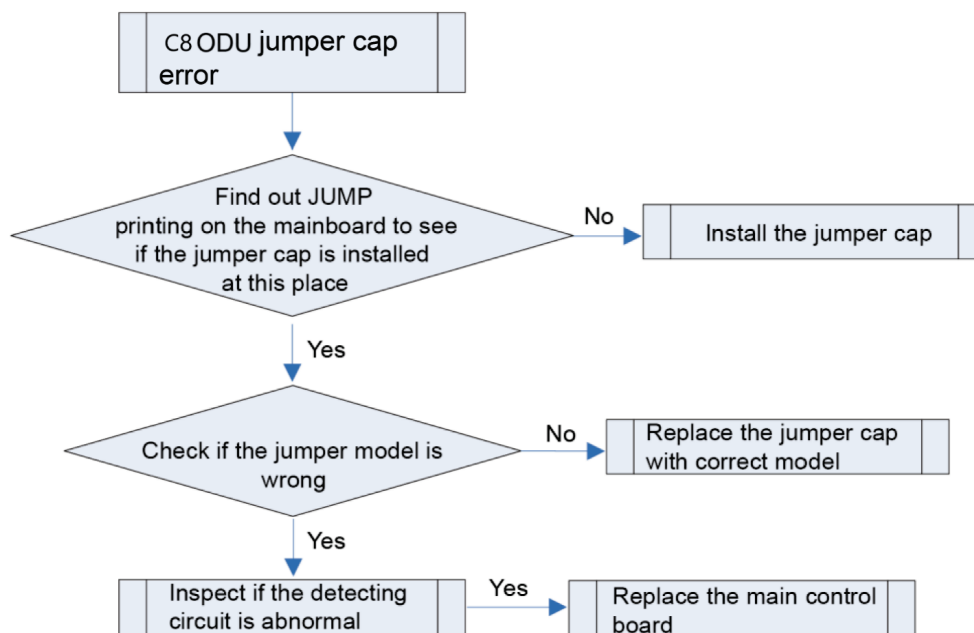 C8 ODU jumper cap
error
Find out JUMP
printing on the mainboard to see
if the jumper cap is installed
at this place
No
Install the jumper cap
Yes
Check if the jumper model is
wrong
No
Replace the jumper cap
with correct model
Yes
Inspect if the detecting
circuit is abnormal
Yes
Replace the main control
board